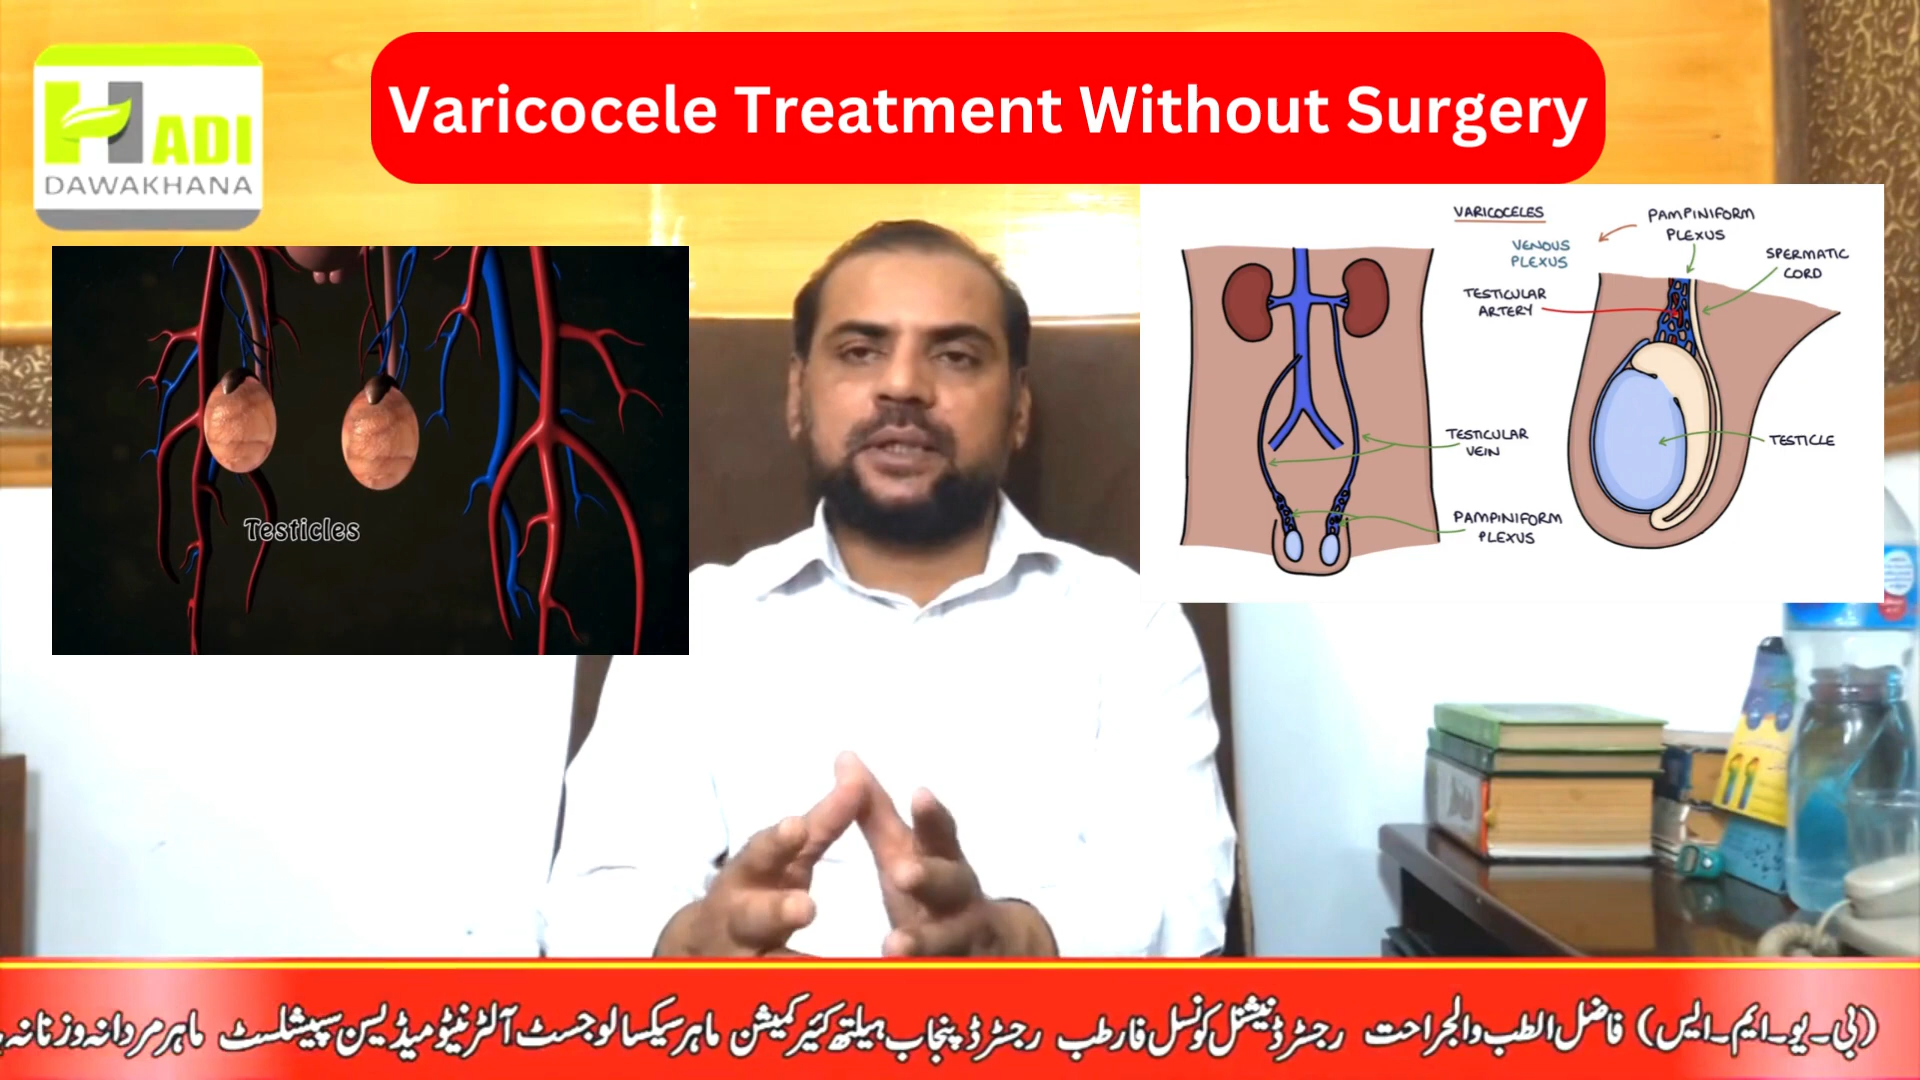 HADI
DAWAKHANA
Varicocele Treatment Without Surgery
Testicles
VARICOCELES
VENOUS
PLEXUS
PAMPINIFORM
PLEXUS
SPERMATIC
CORD
TESTICULAR
ARTERY
TESTICULAR
VEIN
TESTICLE
PAMPINIFORM
PLEXUS
(بی۔یو۔ایم۔ایس) فاضل الطب والجراحت رجسٹرڈ نیشنل کونسل فار طب رجسٹرڈ پنجاب ہیلتھ کئیر کمیشن ماہر سیکسالوجسٹ آلٹرنیٹو میڈیسن سپیشلسٹ ماہر مردانہ و زنانہ